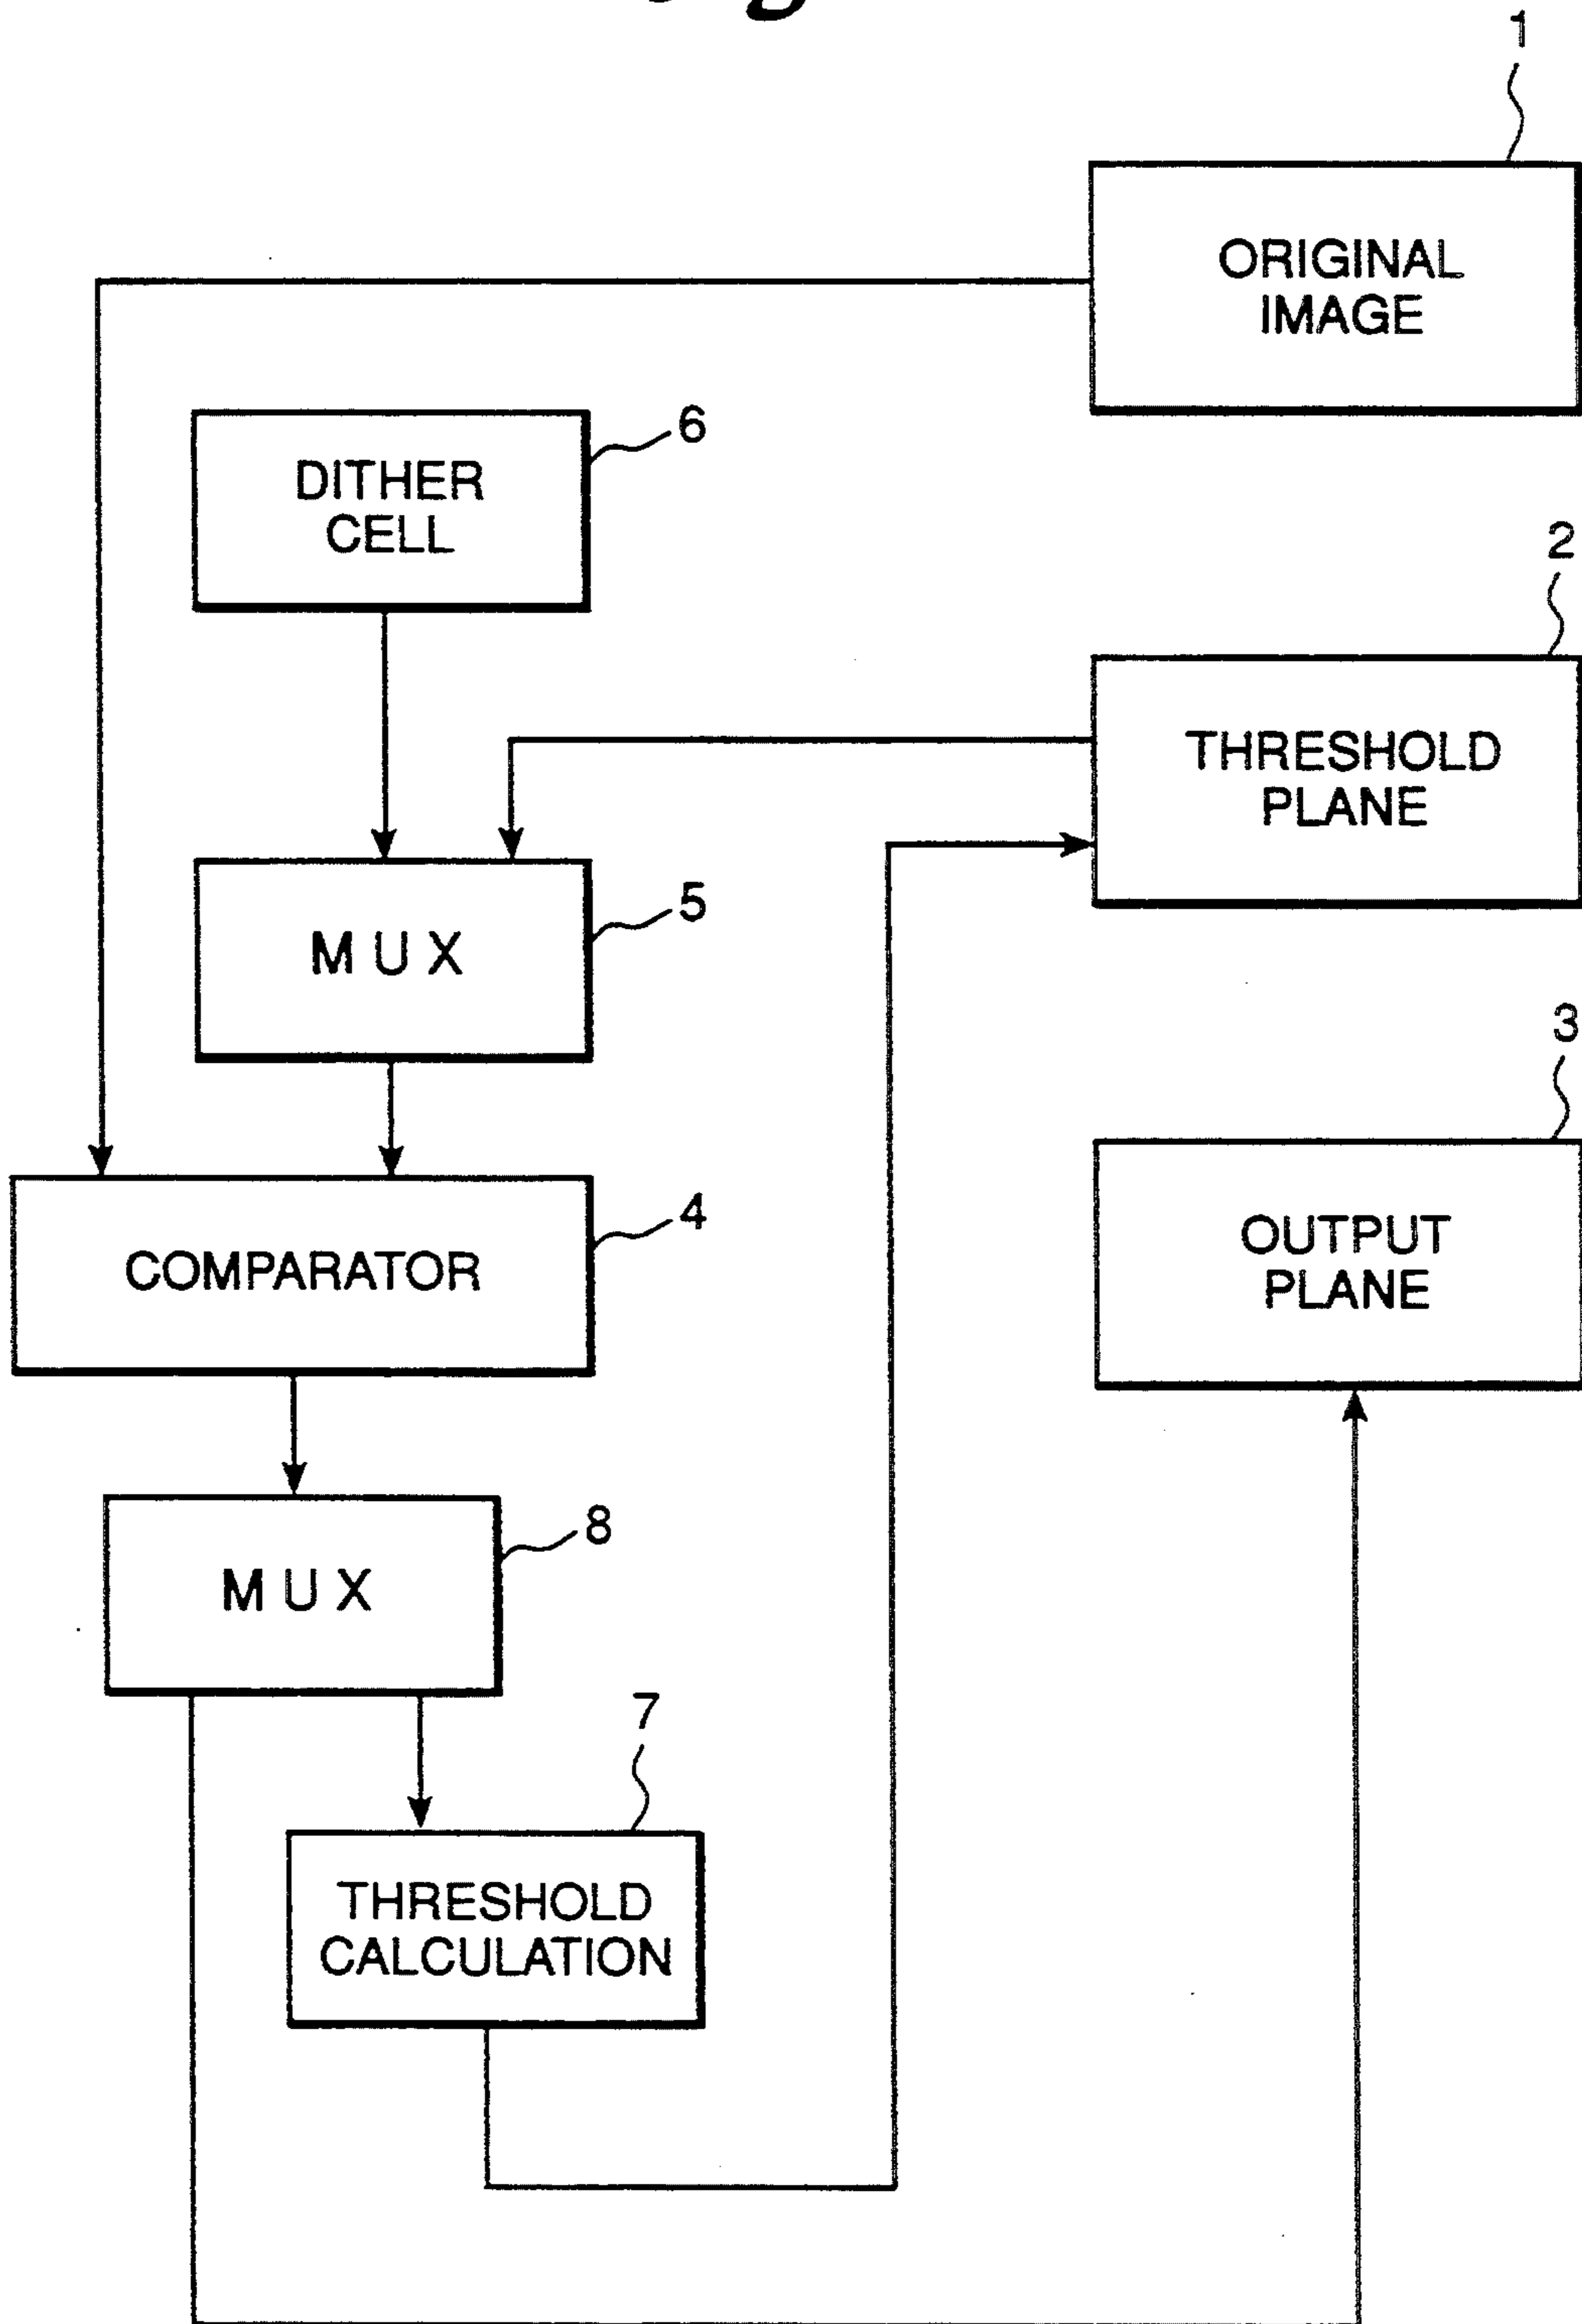 1
ORIGINAL
IMAGE
6
DITHER
CELL
2
THRESHOLD
PLANE
5
M U X
3
OUTPUT
PLANE
4
COMPARATOR
8
M U X
7
THRESHOLD
CALCULATION